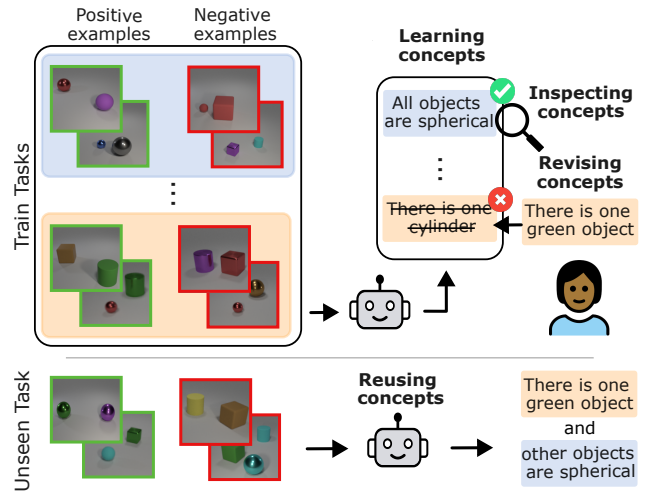 Positive
examples
Negative
examples
Train Tasks
Learning
concepts
All objects
are spherical
Inspecting
concepts
Revising
concepts
There is one
cylinder
There is one
green object
Unseen Task
Reusing
concepts
There is one
green object
and
other objects
are spherical